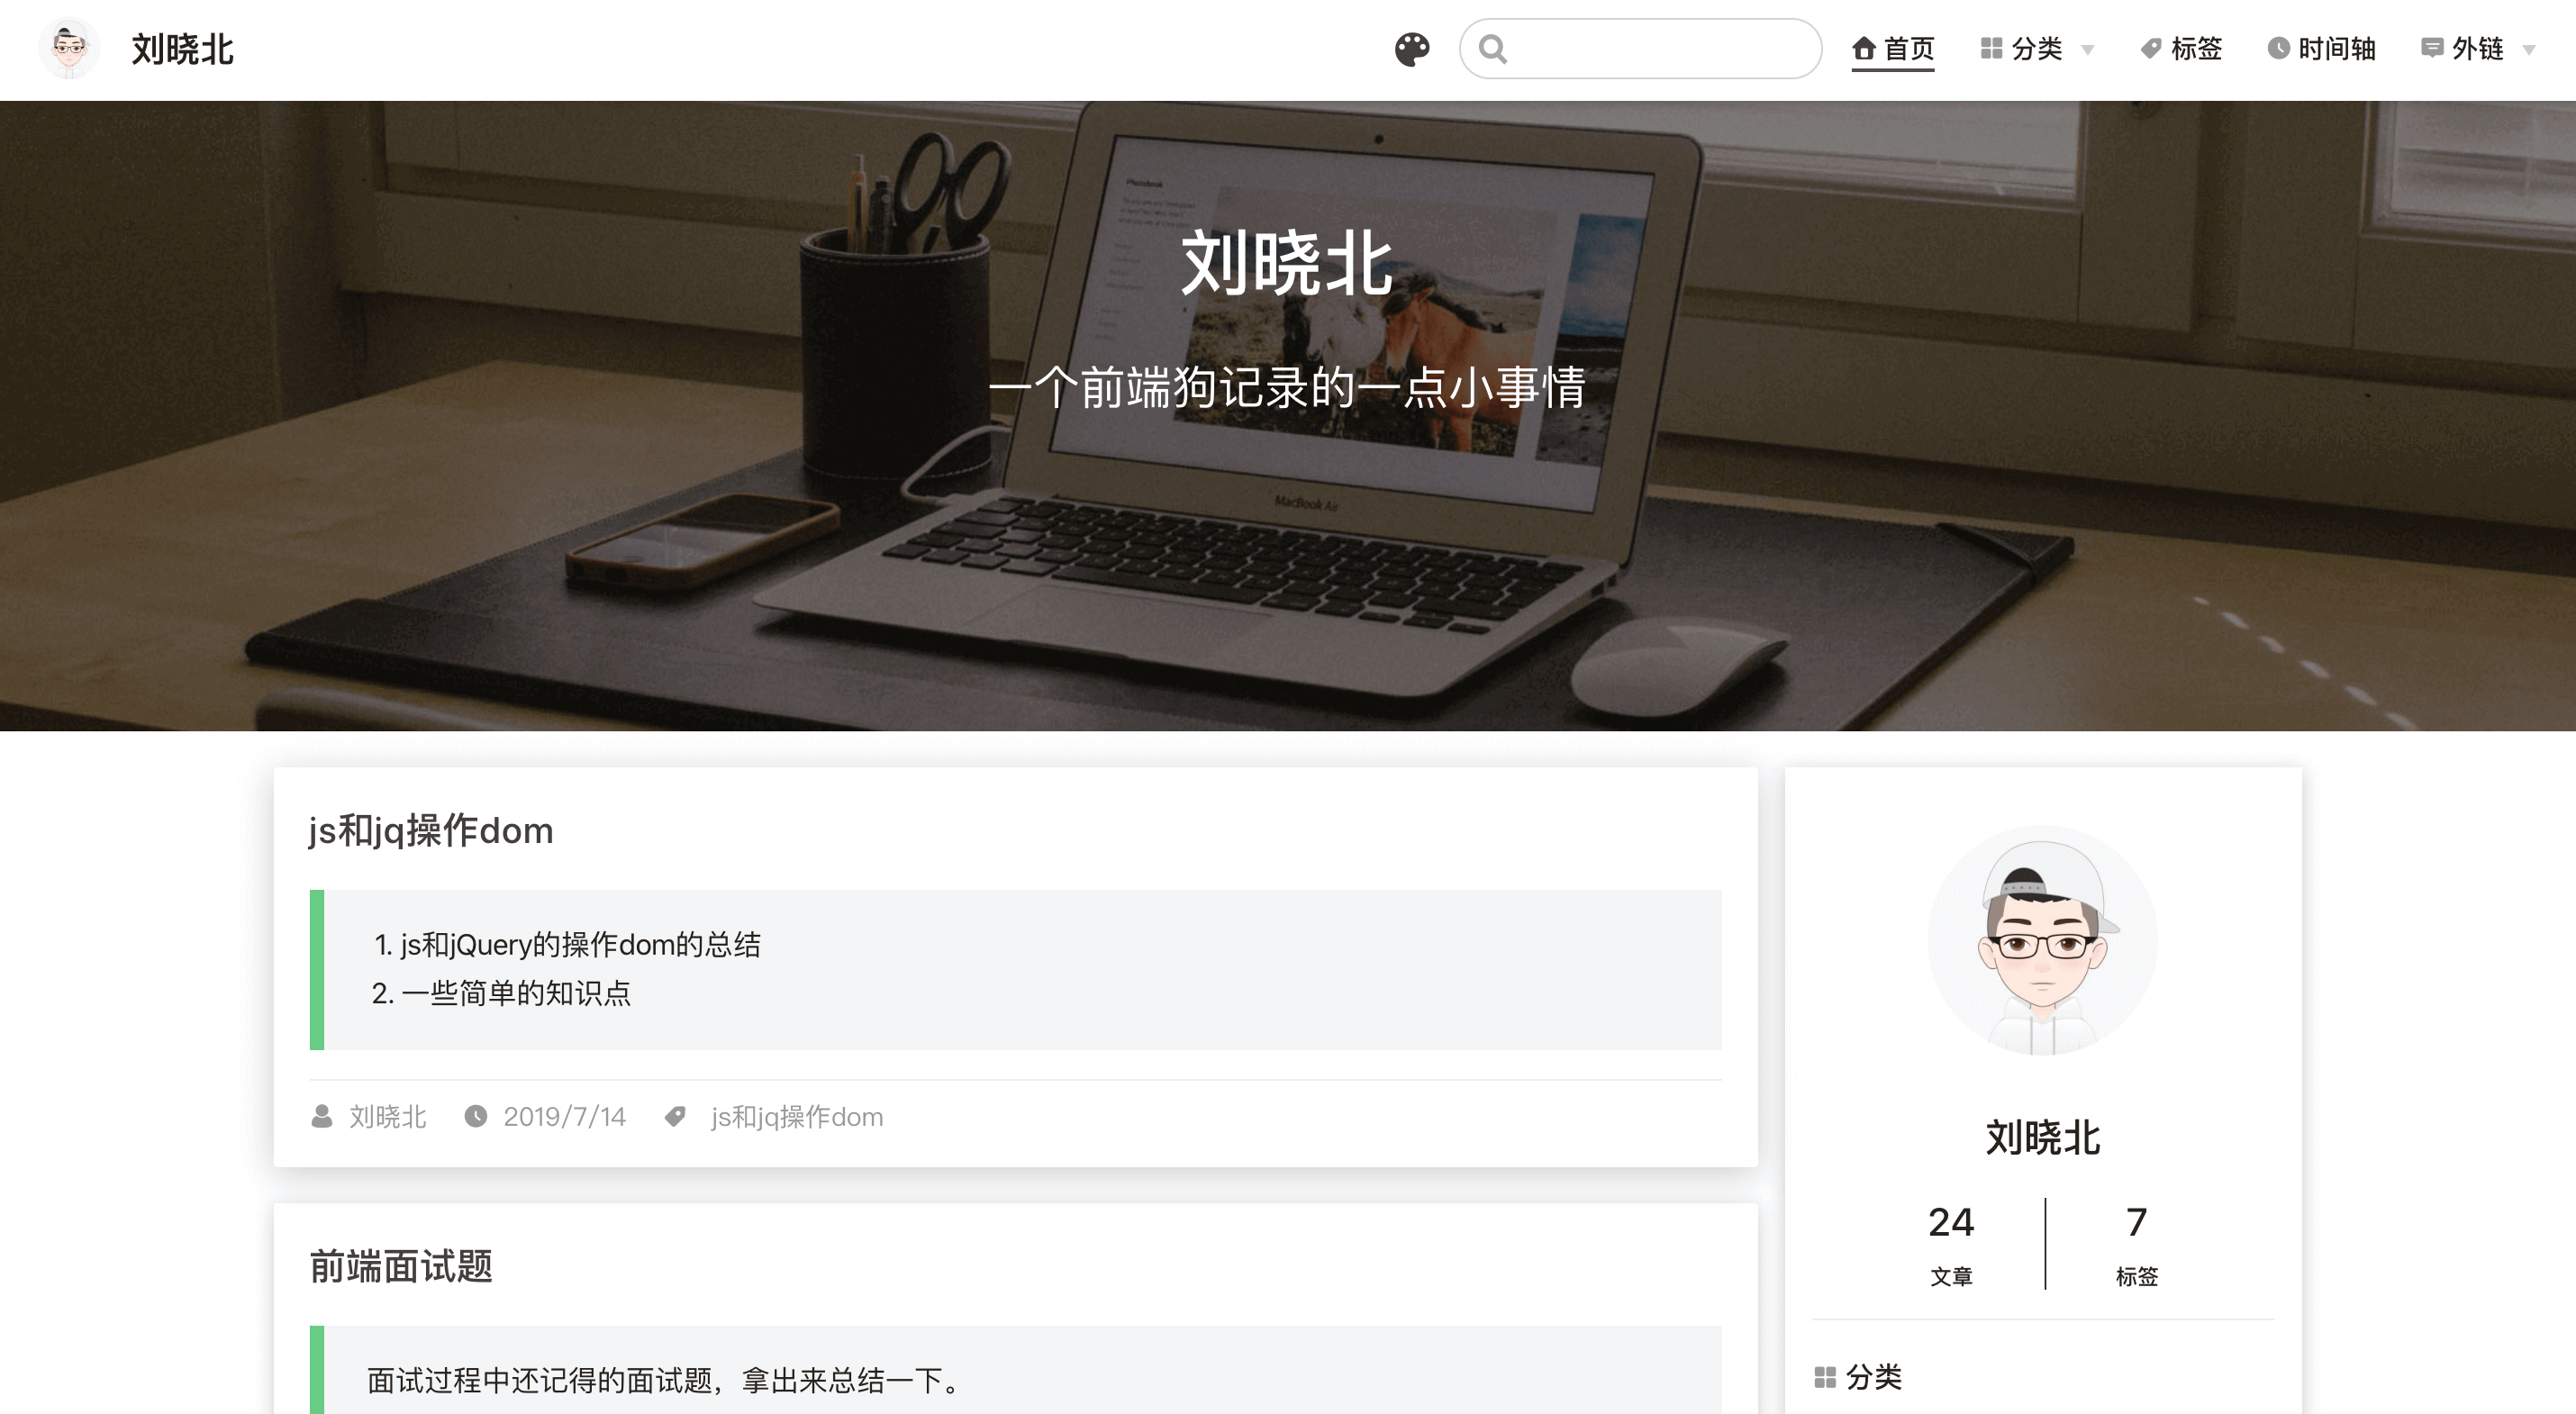 刘晓北
首页 分类 标签 时间轴 外链
刘晓北
一个前端狗记录的一点小事情
Photobook
MacBook Air
js和jq操作dom
1. js和jQuery的操作dom的总结
2. 一些简单的知识点
刘晓北 2019/7/14 js和jq操作dom
前端面试题
面试过程中还记得的面试题，拿出来总结一下。
刘晓北
24 7
文章 标签
分类